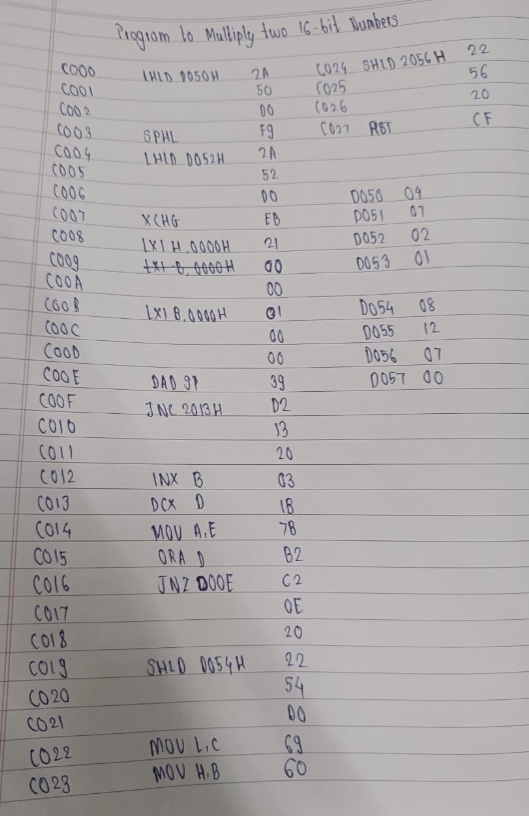 Program to Multiply two 16-bit Numbers
C000 LHLD D050H 2A C024 SHLD 2056H 22
C001 50 C025 56
C002 D0 C026 20
C003 SPHL F9 C027 RST CF
C004 LHLD D052H 2A
C005 52
C006 D0 D050 04
C007 XCHG EB D051 07
C008 LXI H,0000H 21 D052 02
C009 LXI B,0000H 00 D053 01
C00A 00
C00B LXI B,0000H 01 D054 08
C00C 00 D055 12
C00D 00 D056 07
C00E DAD SP 39 D057 00
C00F JNC 2013H D2
C010 13
C011 20
C012 INX B 03
C013 DCX D 1B
C014 MOV A,E 78
C015 ORA D B2
C016 JNZ D00E C2
C017 0E
C018 20
C019 SHLD D054H 22
C020 54
C021 D0
C022 MOV L,C 69
C023 MOV H,B 60